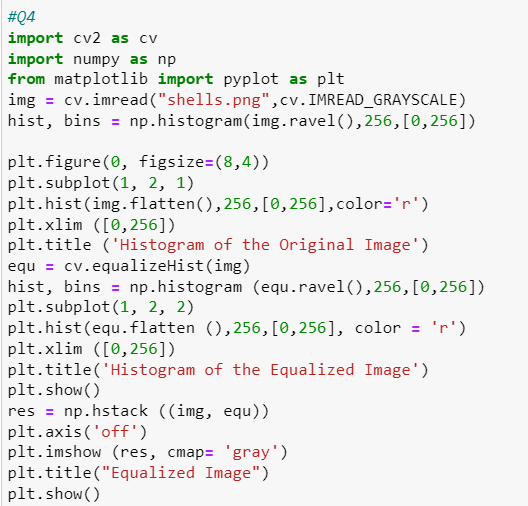 #Q4
import cv2 as cv
import numpy as np
from matplotlib import pyplot as plt
img = cv.imread("shells.png",cv.IMREAD_GRAYSCALE)
hist, bins = np.histogram(img.ravel(),256,[0,256])
plt.figure(0, figsize=(8,4))
plt.subplot(1, 2, 1)
plt.hist(img.flatten(),256,[0,256],color='r')
plt.xlim ([0,256])
plt.title ('Histogram of the Original Image')
equ = cv.equalizeHist(img)
hist, bins = np.histogram (equ.ravel(),256,[0,256])
plt.subplot(1, 2, 2)
plt.hist(equ.flatten (),256,[0,256], color = 'r')
plt.xlim ([0,256])
plt.title('Histogram of the Equalized Image')
plt.show()
res = np.hstack ((img, equ))
plt.axis('off')
plt.imshow (res, cmap= 'gray')
plt.title("Equalized Image")
plt.show()